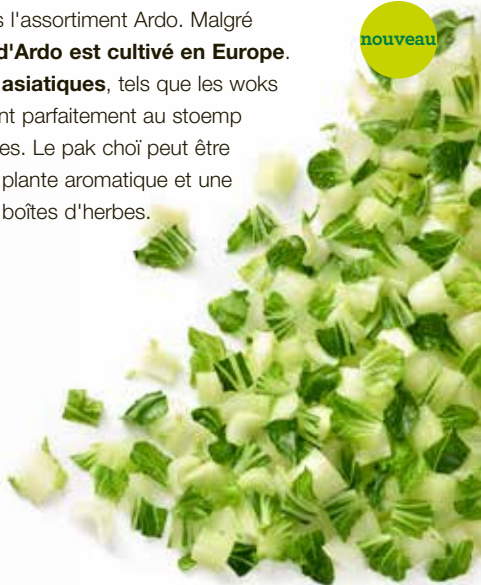 s l'assortiment Ardo. Malgré
nouveau
d'Ardo est cultivé en Europe.
asiatiques, tels que les woks
nt parfaitement au stoemp
es. Le pak choï peut être
plante aromatique et une
boîtes d'herbes.